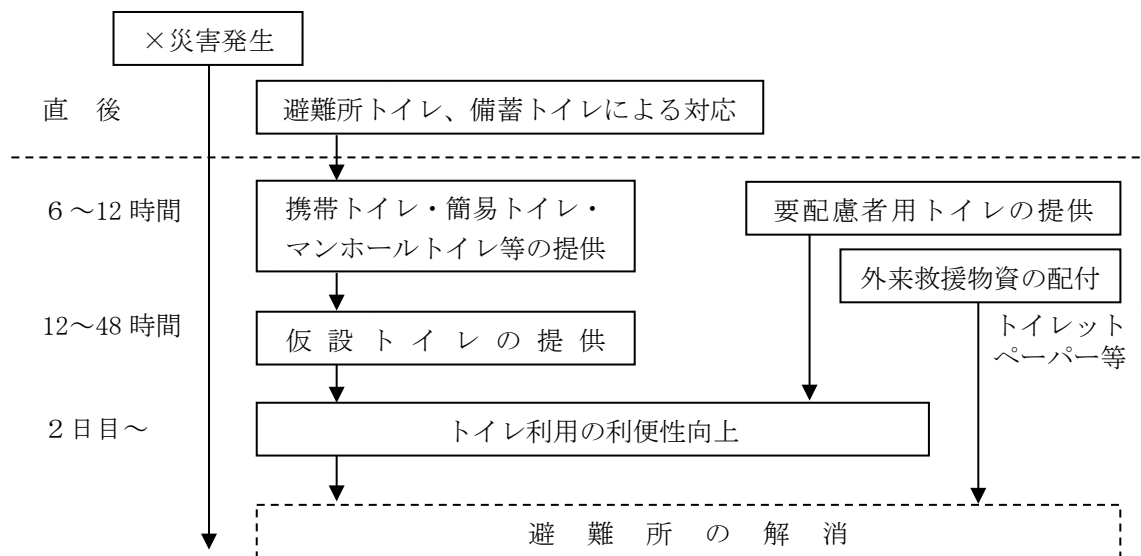 ×災害発生
直 後
避難所トイレ、備蓄トイレによる対応
6~12 時間
携帯トイレ・簡易トイレ・
マンホールトイレ等の提供
要配慮者用トイレの提供
外来救援物資の配付
トイレット
ペーパー等
12~48 時間
仮 設 ト イ レ の 提 供
2日目~
トイレ利用の利便性向上
避 難 所 の 解 消